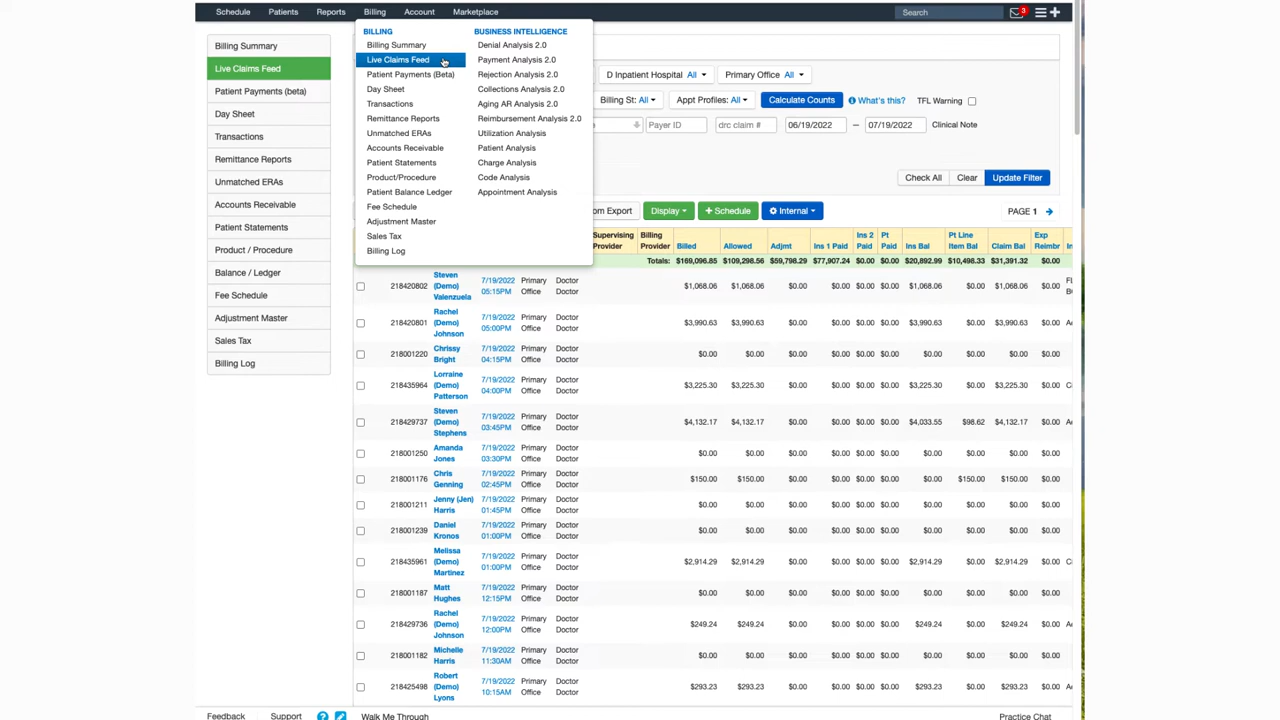 Schedule Patients Reports Billing Account Marketplace Search 3
BILLING
Billing Summary
Live Claims Feed
Patient Payments (Beta)
Day Sheet
Transactions
Remittance Reports
Unmatched ERAs
Accounts Receivable
Patient Statements
Product/Procedure
Patient Balance Ledger
Fee Schedule
Adjustment Master
Sales Tax
Billing Log
BUSINESS INTELLIGENCE
Denial Analysis 2.0
Payment Analysis 2.0
Rejection Analysis 2.0
Collections Analysis 2.0
Aging AR Analysis 2.0
Reimbursement Analysis 2.0
Utilization Analysis
Patient Analysis
Charge Analysis
Code Analysis
Appointment Analysis
Billing Summary
Live Claims Feed
Patient Payments (beta)
Day Sheet
Transactions
Remittance Reports
Unmatched ERAs
Accounts Receivable
Patient Statements
Product / Procedure
Balance / Ledger
Fee Schedule
Adjustment Master
Sales Tax
Billing Log
D Inpatient Hospital All Primary Office All
Billing St: All Appt Profiles: All Calculate Counts What's this? TFL Warning
Payer ID drc claim # 06/19/2022 — 07/19/2022 Clinical Note
Check All Clear Update Filter
om Export Display + Schedule Internal PAGE 1
Supervising Provider Billing Provider Billed Allowed Adjmt Ins 1 Paid Ins 2 Paid Pt Paid Ins Bal Pt Line Item Bal Claim Bal Exp Reimbr
Totals: $169,096.85 $109,298.56 $59,798.29 $77,907.24 $0.00 $0.00 $20,892.99 $10,498.33 $31,391.32 $0.00
218420802 Steven (Demo) Valenzuela 7/19/2022 05:15PM Primary Office Doctor Doctor $1,068.06 $1,068.06 $0.00 $0.00 $0.00 $0.00 $1,068.06 $0.00 $1,068.06 $0.00
218420801 Rachel (Demo) Johnson 7/19/2022 05:00PM Primary Office Doctor Doctor $3,990.63 $3,990.63 $0.00 $0.00 $0.00 $0.00 $3,990.63 $0.00 $3,990.63 $0.00
218001220 Chrissy Bright 7/19/2022 04:15PM Primary Office Doctor Doctor $0.00 $0.00 $0.00 $0.00 $0.00 $0.00 $0.00 $0.00 $0.00 $0.00
218435964 Lorraine (Demo) Patterson 7/19/2022 04:00PM Primary Office Doctor Doctor $3,225.30 $3,225.30 $0.00 $0.00 $0.00 $0.00 $3,225.30 $0.00 $3,225.30 $0.00
218429737 Steven (Demo) Stephens 7/19/2022 03:45PM Primary Office Doctor Doctor $4,132.17 $4,132.17 $0.00 $0.00 $0.00 $0.00 $4,033.55 $98.62 $4,132.17 $0.00
218001250 Amanda Jones 7/19/2022 03:30PM Primary Office Doctor Doctor $0.00 $0.00 $0.00 $0.00 $0.00 $0.00 $0.00 $0.00 $0.00 $0.00
218001176 Chris Genning 7/19/2022 02:45PM Primary Office Doctor Doctor $150.00 $150.00 $0.00 $0.00 $0.00 $0.00 $0.00 $150.00 $150.00 $0.00
218001211 Jenny (Jen) Harris 7/19/2022 01:45PM Primary Office Doctor Doctor $0.00 $0.00 $0.00 $0.00 $0.00 $0.00 $0.00 $0.00 $0.00 $0.00
218001239 Daniel Kronos 7/19/2022 01:00PM Primary Office Doctor Doctor $0.00 $0.00 $0.00 $0.00 $0.00 $0.00 $0.00 $0.00 $0.00 $0.00
218435961 Melissa (Demo) Martinez 7/19/2022 01:00PM Primary Office Doctor Doctor $2,914.29 $2,914.29 $0.00 $0.00 $0.00 $0.00 $2,914.29 $0.00 $2,914.29 $0.00
218001187 Matt Hughes 7/19/2022 12:15PM Primary Office Doctor Doctor $0.00 $0.00 $0.00 $0.00 $0.00 $0.00 $0.00 $0.00 $0.00 $0.00
218429736 Rachel (Demo) Johnson 7/19/2022 12:00PM Primary Office Doctor Doctor $249.24 $249.24 $0.00 $0.00 $0.00 $0.00 $249.24 $0.00 $249.24 $0.00
218001182 Michelle Harris 7/19/2022 11:30AM Primary Office Doctor Doctor $0.00 $0.00 $0.00 $0.00 $0.00 $0.00 $0.00 $0.00 $0.00 $0.00
218425498 Robert (Demo) Lyons 7/19/2022 10:15AM Primary Office Doctor Doctor $293.23 $293.23 $0.00 $0.00 $0.00 $0.00 $293.23 $0.00 $293.23 $0.00
Feedback Support Walk Me Through Practice Chat